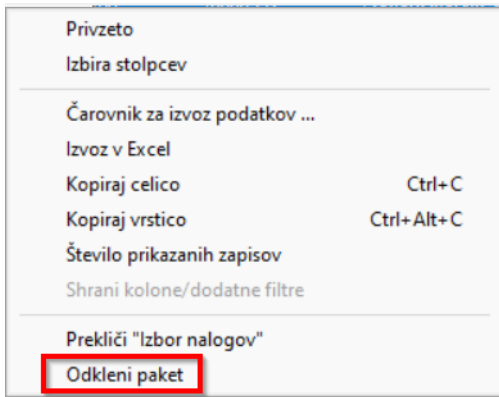 Privzeto
Izbira stolpcev
Čarovnik za izvoz podatkov ...
Izvoz v Excel
Kopiraj celico Ctrl+C
Kopiraj vrstico Ctrl+Alt+C
Število prikazanih zapisov
Shrani kolone/dodatne filtre
Prekliči "Izbor nalogov"
Odkleni paket